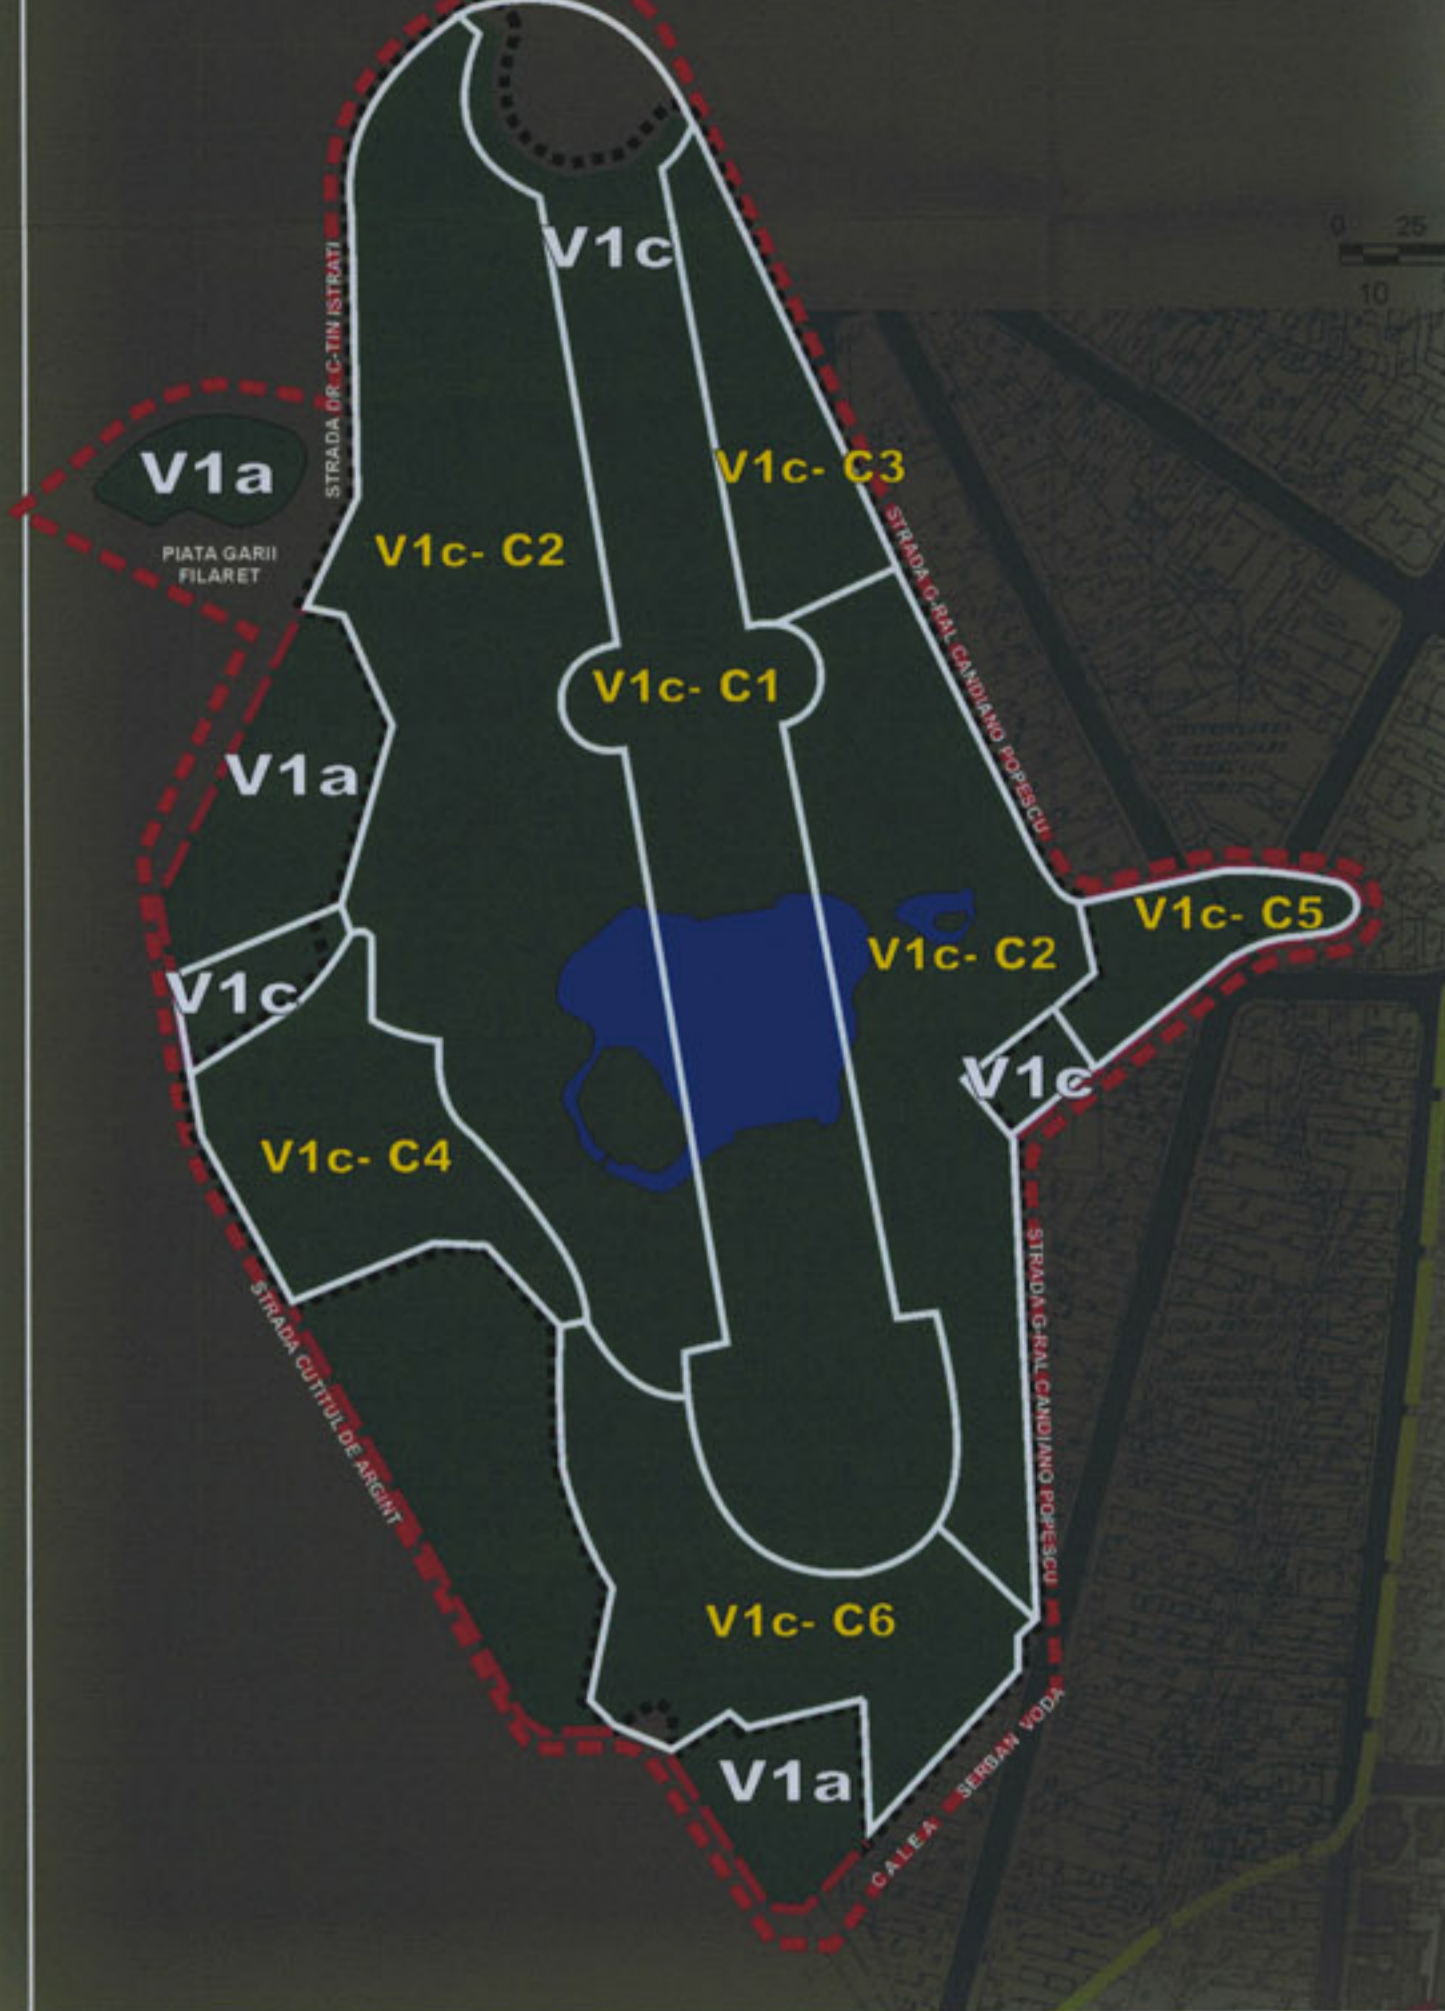 0 25
10
V1c
STRADA DR. C-TIN ISTRATI
V1a
PIATA GARII
FILARET
V1c- C3
V1c- C2
STRADA G-RAL CANDIANO POPESCU
V1c- C1
V1a
V1c- C5
V1c- C2
V1c
V1c
V1c- C4
STRADA G-RAL CANDIANO POPESCU
STRADA CUTITUL DE ARGINT
V1c- C6
V1a
CALEA SERBAN VODA